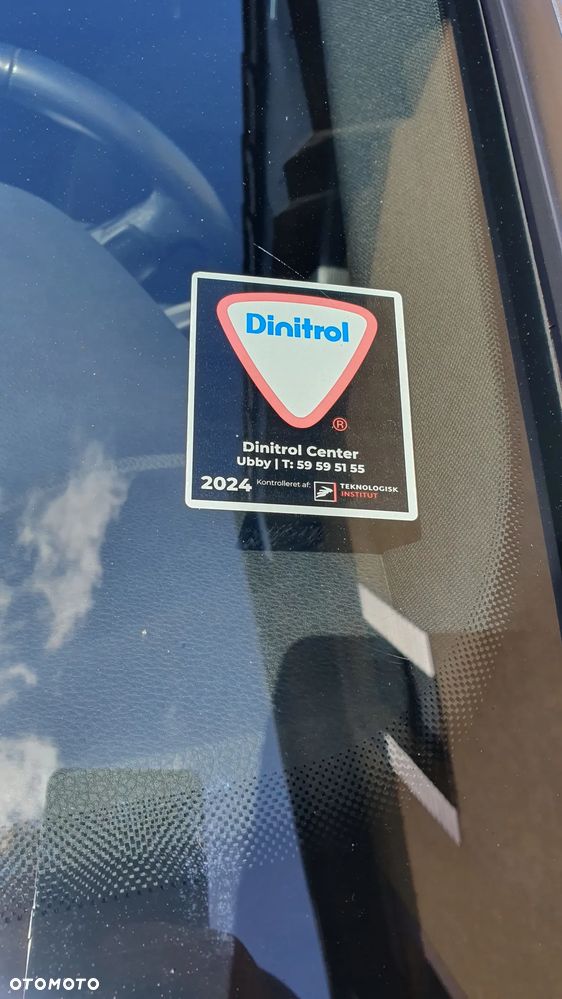 Dinitrol
®
Dinitrol Center
Ubby | T: 59 59 51 55
2024 Kontrolleret af: TEKNOLOGISK
INSTITUT
OTOMOTO